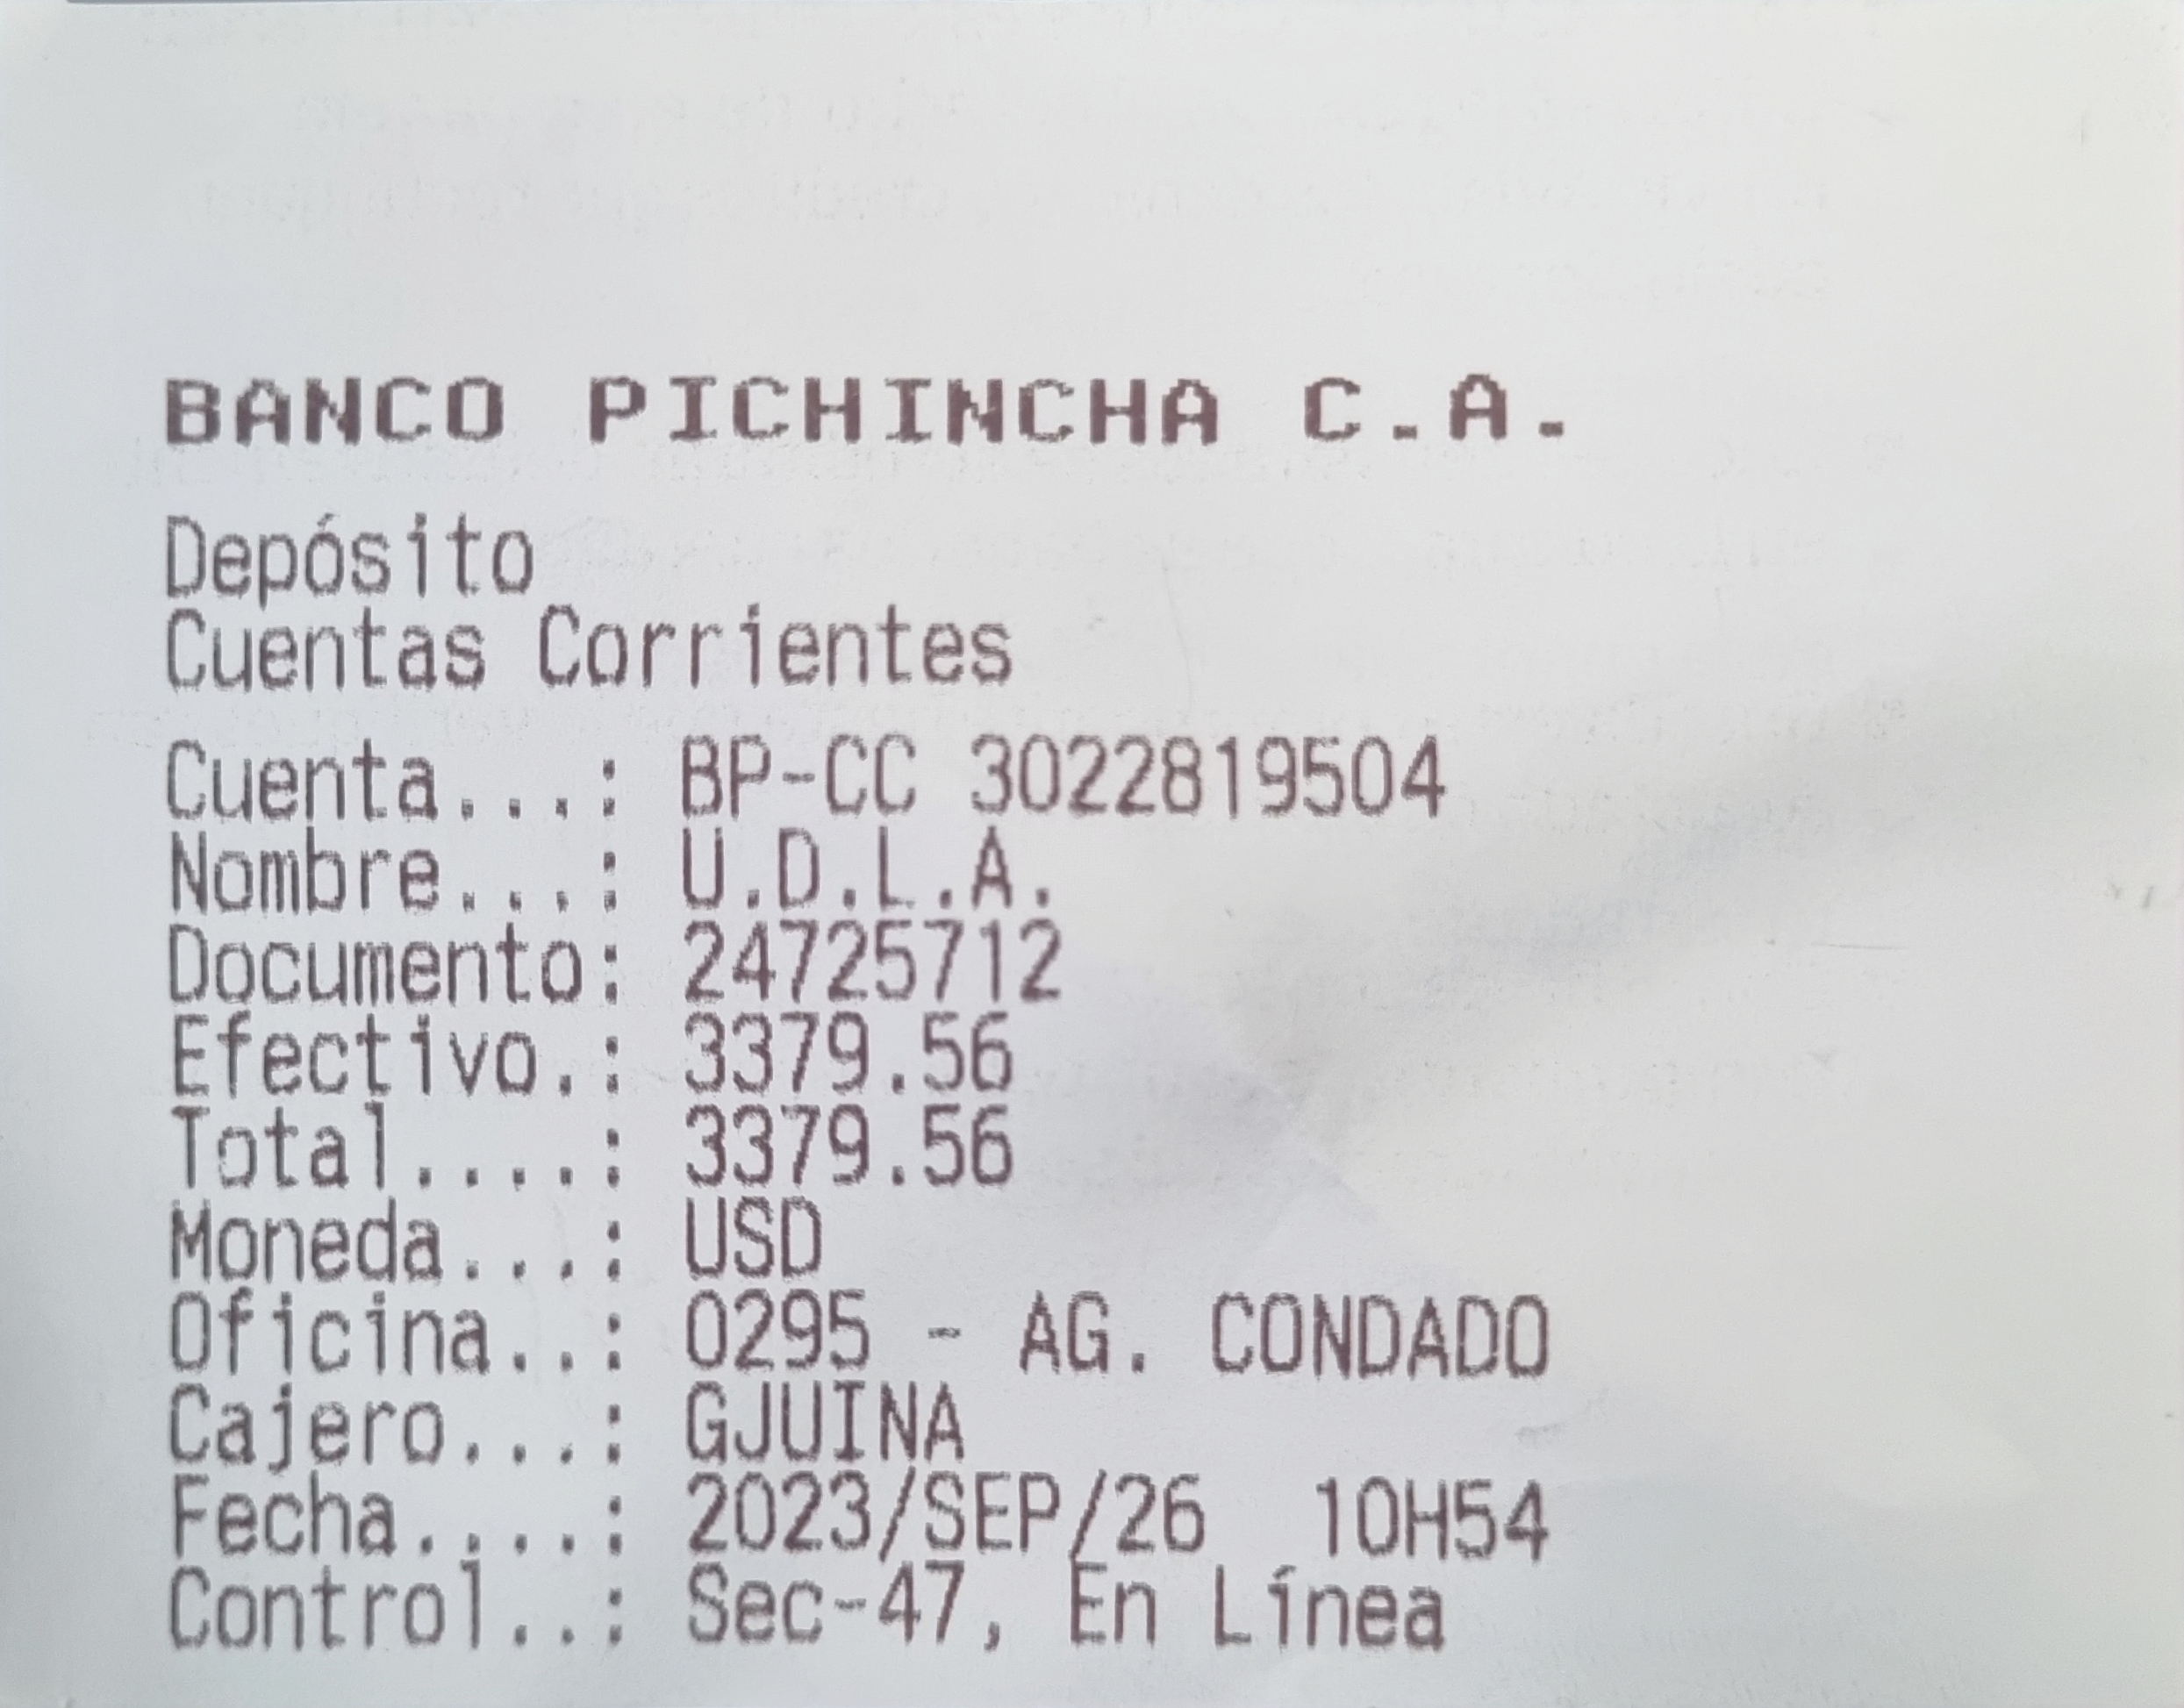 BANCO PICHINCHA C.A.
Depósito
Cuentas Corrientes
Cuenta...: BP-CC 3022819504
Nombre...: U.D.L.A.
Documento: 24725712
Efectivo.: 3379.56
Total....: 3379.56
Moneda...: USD
Oficina..: 0295 - AG. CONDADO
Cajero...: GJUINA
Fecha....: 2023/SEP/26 10H54
Control..: Sec-47, En Línea